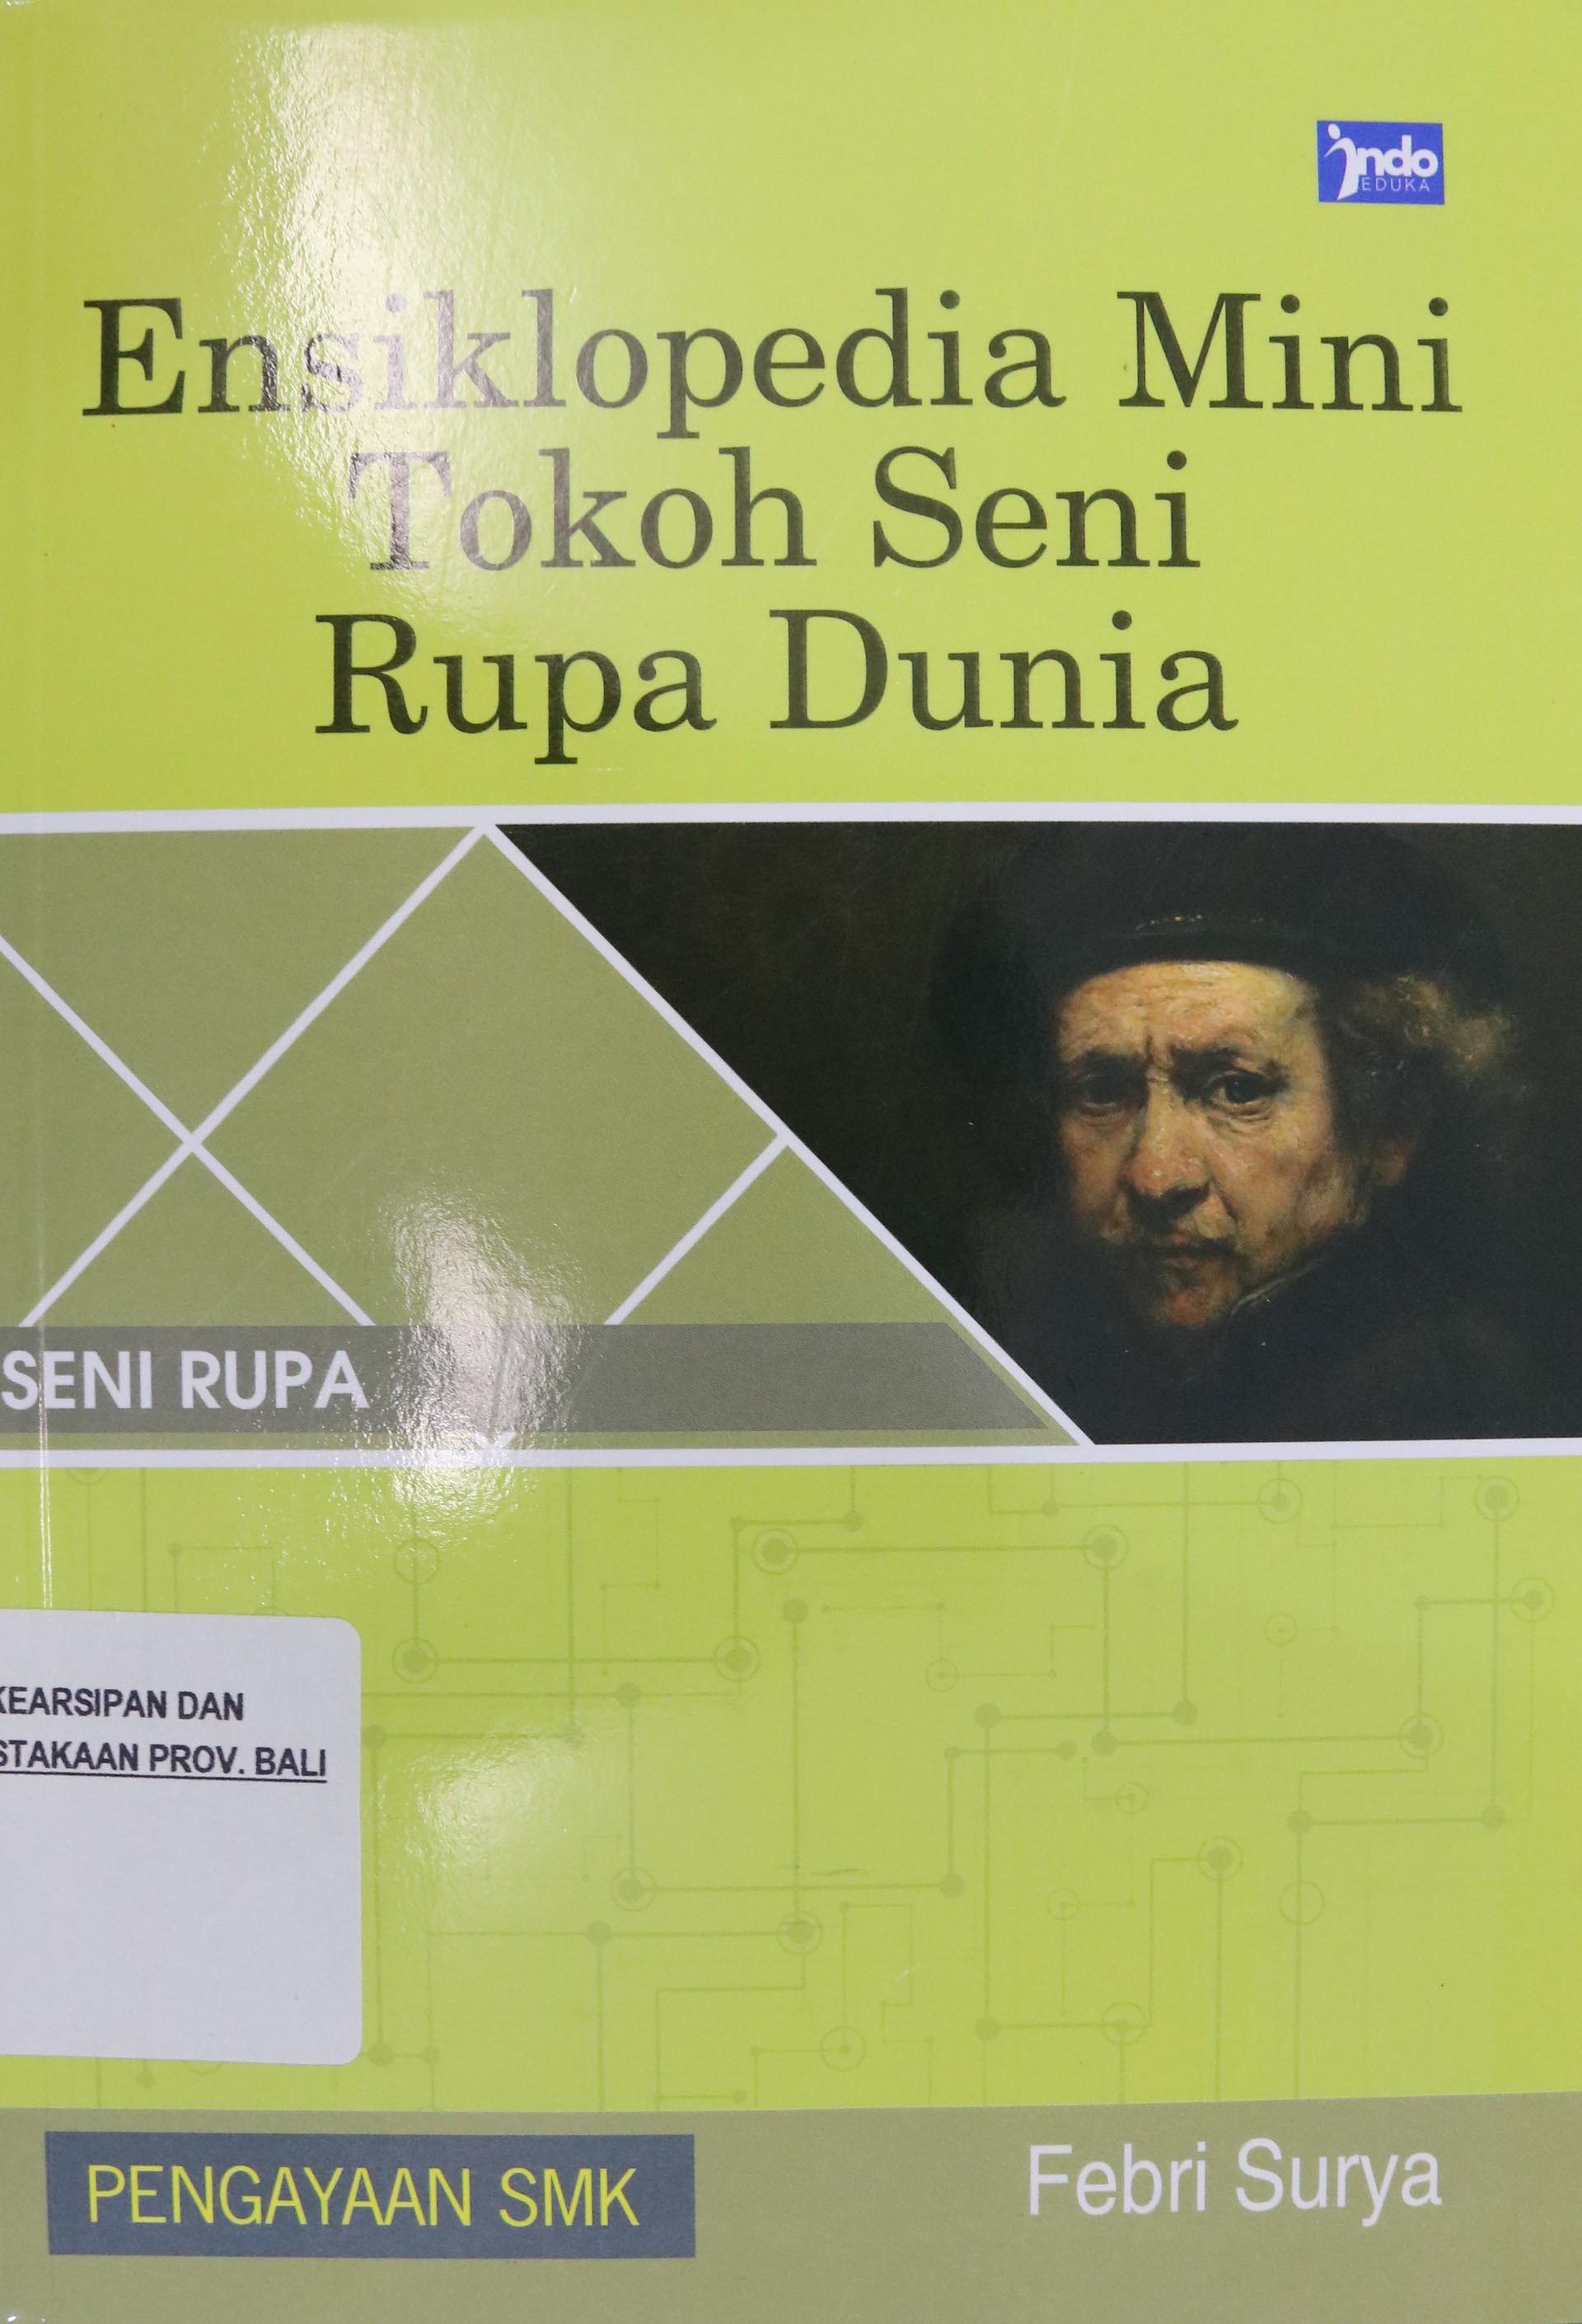 indo
EDUKA
Ensiklopedia Mini
Tokoh Seni
Rupa Dunia
SENI RUPA
KEARSIPAN DAN
STAKAAN PROV. BALI
PENGAYAAN SMK
Febri Surya